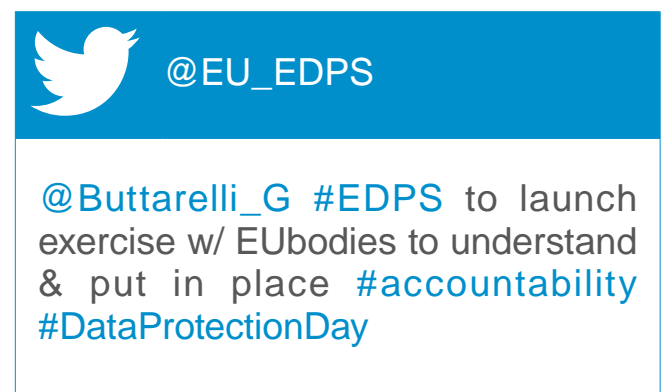 @EU_EDPS
@Buttarelli_G #EDPS to launch
exercise w/ EUbodies to understand
& put in place #accountability
#DataProtectionDay